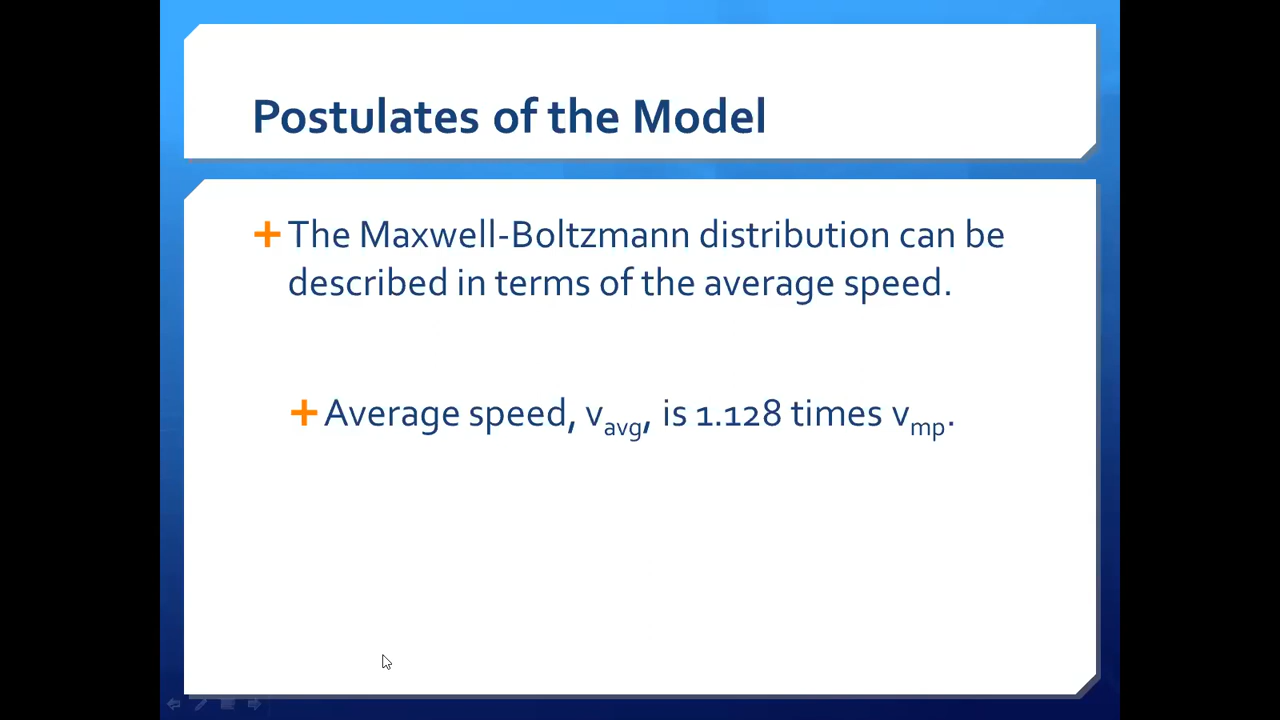 Postulates of the Model
The Maxwell-Boltzmann distribution can be
described in terms of the average speed.
Average speed, vavg, is 1.128 times vmp.